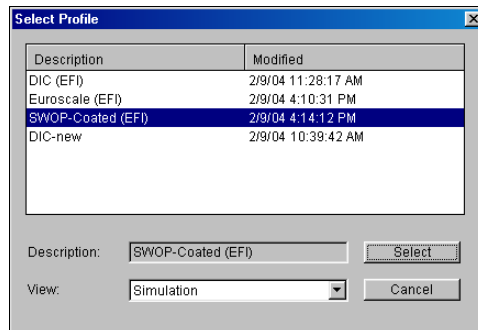 Select Profile
Description Modified
DIC (EFI) 2/9/04 11:28:17 AM
Euroscale (EFI) 2/9/04 4:10:31 PM
SWOP-Coated (EFI) 2/9/04 4:14:12 PM
DIC-new 2/9/04 10:39:42 AM
Description: SWOP-Coated (EFI) Select
View: Simulation Cancel